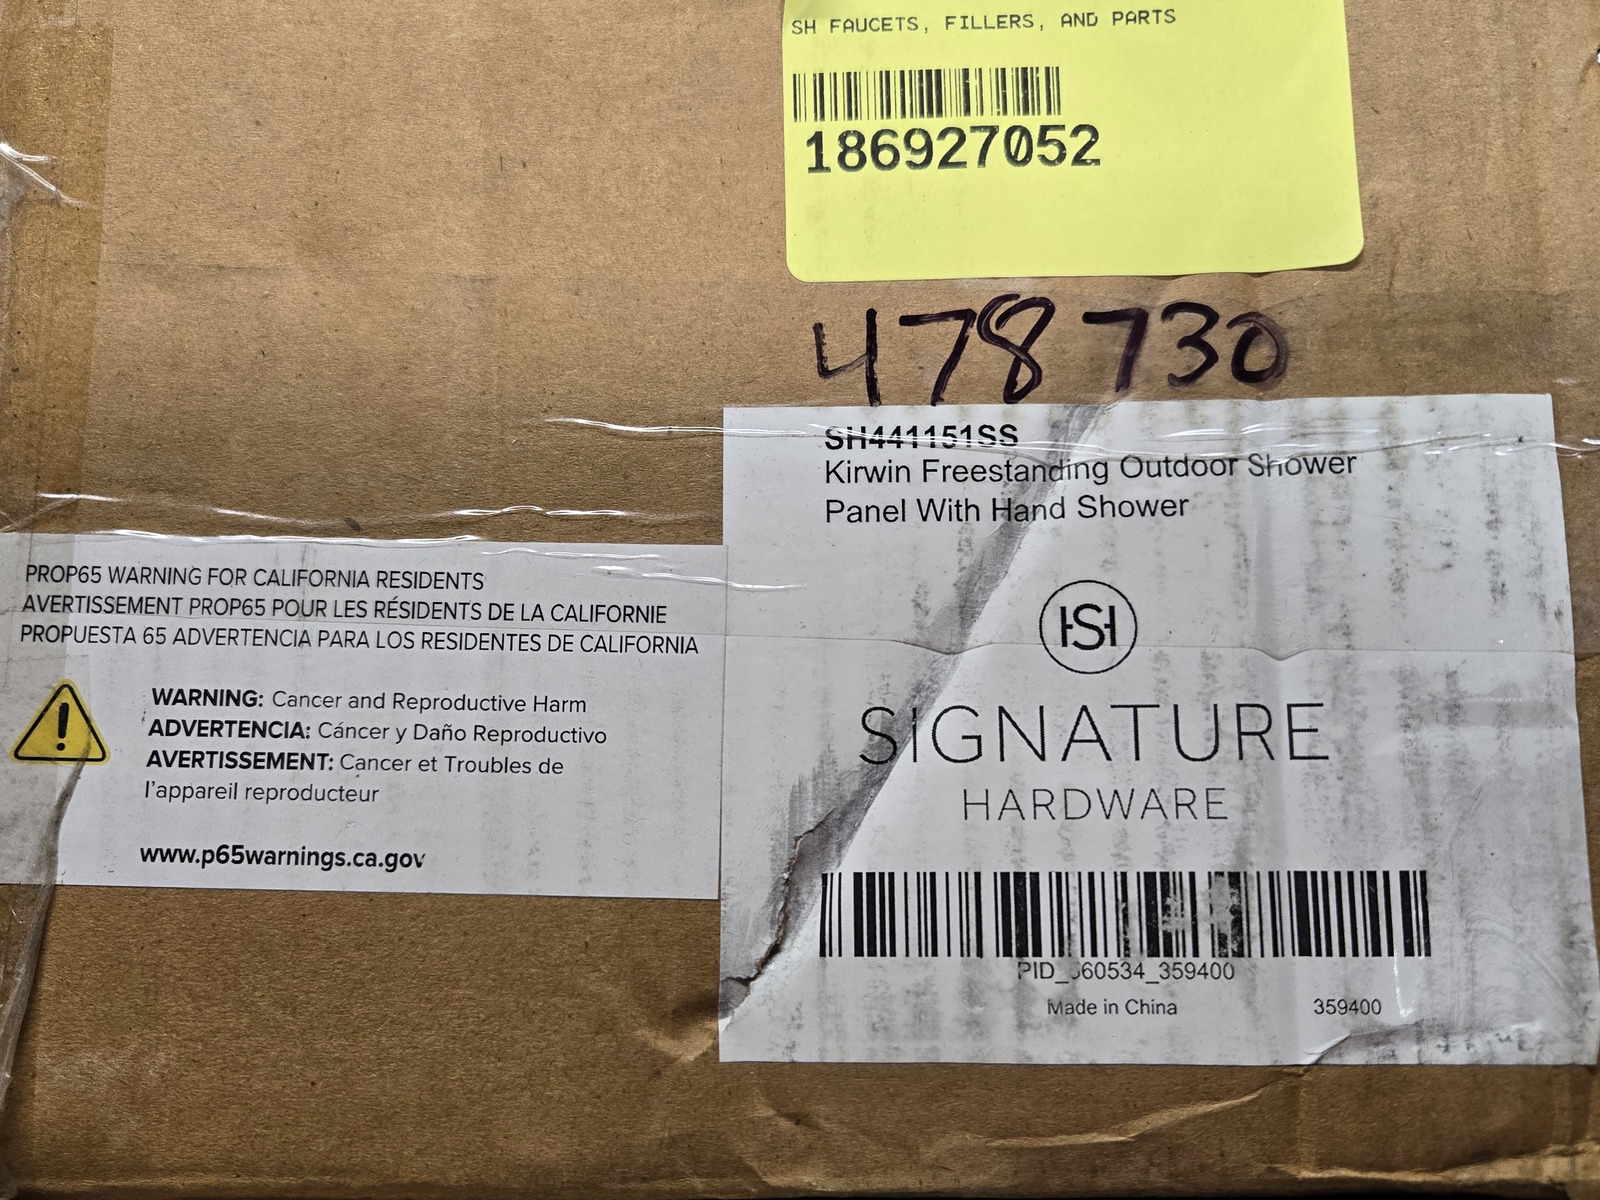 SH FAUCETS, FILLERS, AND PARTS
186927052
478730
SH441151SS
Kirwin Freestanding Outdoor Shower
Panel With Hand Shower
PROP65 WARNING FOR CALIFORNIA RESIDENTS
AVERTISSEMENT PROP65 POUR LES RÉSIDENTS DE LA CALIFORNIE
PROPUESTA 65 ADVERTENCIA PARA LOS RESIDENTES DE CALIFORNIA
WARNING: Cancer and Reproductive Harm
ADVERTENCIA: Cáncer y Daño Reproductivo
AVERTISSEMENT: Cancer et Troubles de
l'appareil reproducteur
www.p65warnings.ca.gov
HSH
SIGNATURE
HARDWARE
PID_360534_359400
Made in China 359400